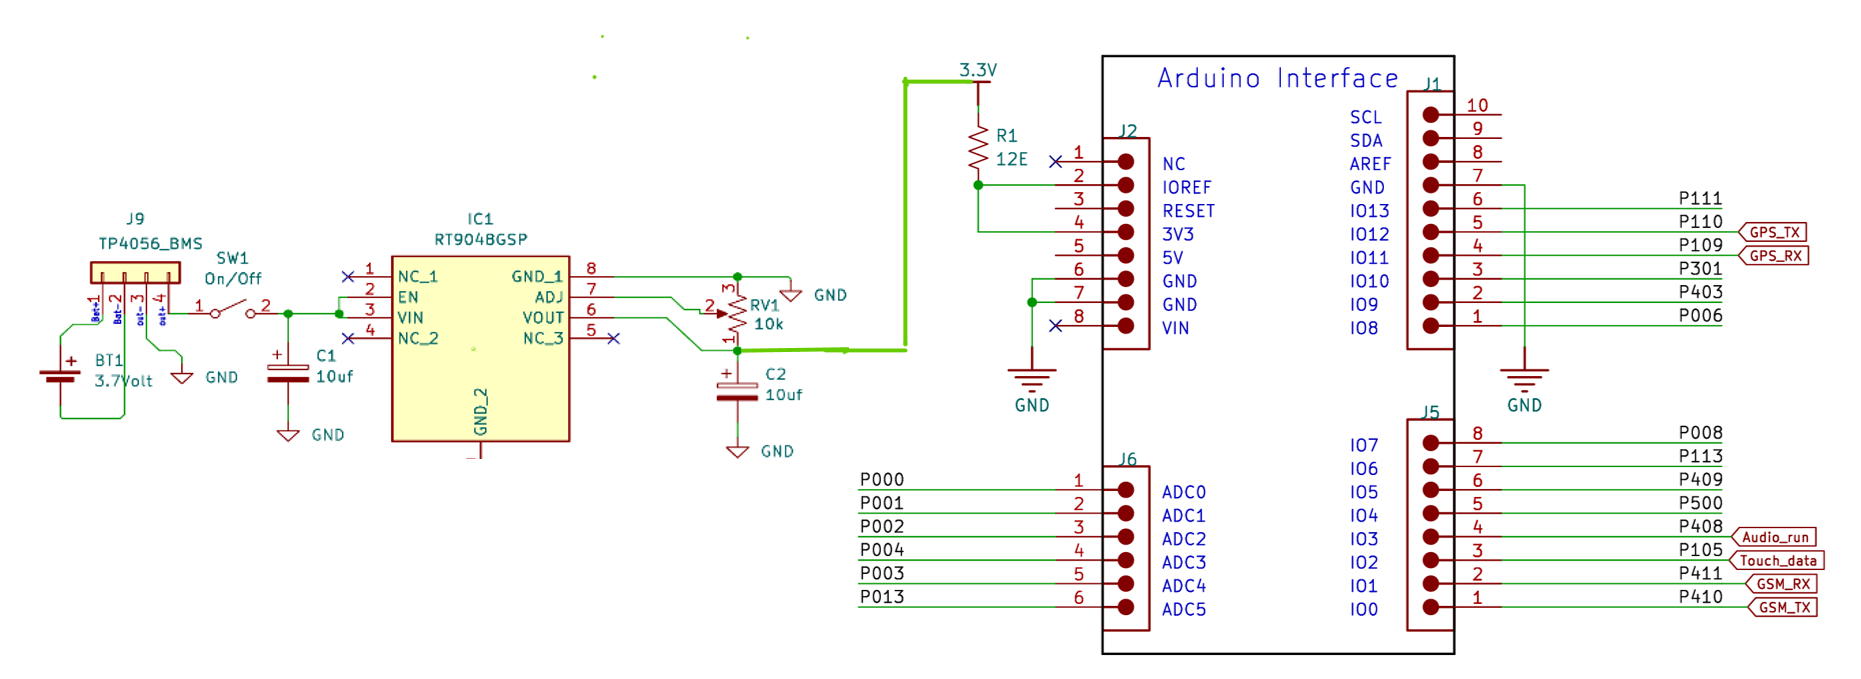 J9
TP4056_BMS
Bat+ 1
Bat- 2
out- 3
out+ 4
BT1
3.7Volt
GND
SW1
On/Off
1 2
C1
10uf
GND
IC1
RT9048GSP
1 NC_1
2 EN
3 VIN
4 NC_2
GND_1 8
ADJ 7
VOUT 6
NC_3 5
GND_2
3
2
1
RV1
10k
GND
C2
10uf
GND
3.3V
R1
12E
Arduino Interface
J2
1 NC
2 IOREF
3 RESET
4 3V3
5 5V
6 GND
7 GND
8 VIN
GND
J1
SCL 10
SDA 9
AREF 8
GND 7
IO13 6 P111
IO12 5 P110 GPS_TX
IO11 4 P109 GPS_RX
IO10 3 P301
IO9 2 P403
IO8 1 P006
GND
J6
P000 1 ADC0
P001 2 ADC1
P002 3 ADC2
P004 4 ADC3
P003 5 ADC4
P013 6 ADC5
J5
IO7 8 P008
IO6 7 P113
IO5 6 P409
IO4 5 P500
IO3 4 P408 Audio_run
IO2 3 P105 Touch_data
IO1 2 P411 GSM_RX
IO0 1 P410 GSM_TX